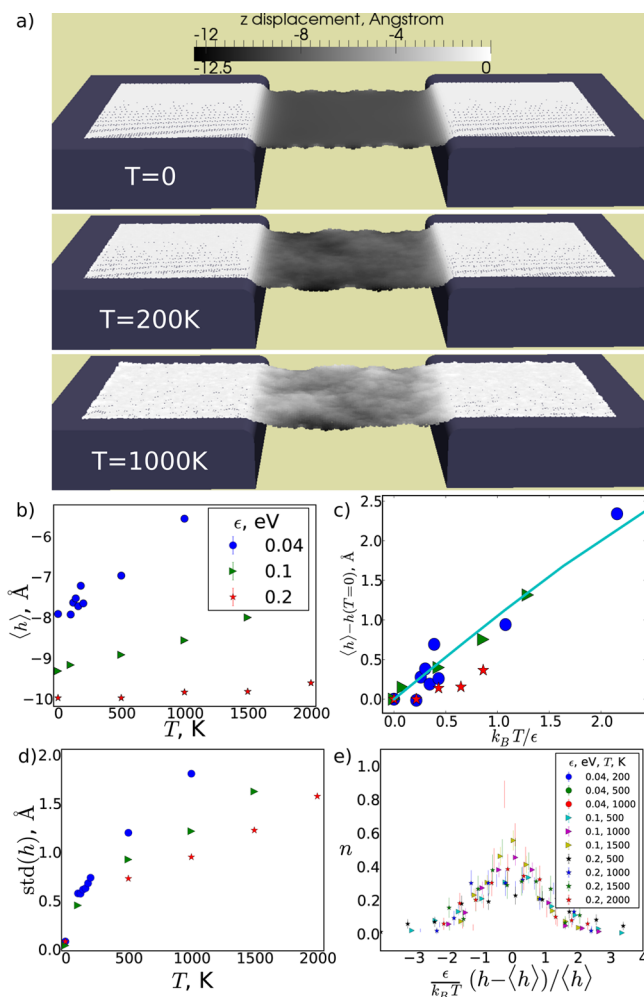 a)
z displacement, Angstrom
-12 -8 -4
-12.5 0
T=0
T=200K
T=1000K
b)
ϵ, eV
0.04
0.1
0.2
⟨h⟩, Å
−6
−7
−8
−9
−10
0 500 1000 1500 2000
T, K
c)
⟨h⟩−h(T=0), Å
2.5
2.0
1.5
1.0
0.5
0.0
0.0 0.5 1.0 1.5 2.0
k_B T/ϵ
d)
std(h), Å
2.0
1.5
1.0
0.5
0.0
0 500 1000 1500 2000
T, K
e)
n
1.0
0.8
0.6
0.4
0.2
0.0
ϵ, eV, T, K
0.04, 200
0.04, 500
0.04, 1000
0.1, 500
0.1, 1000
0.1, 1500
0.2, 500
0.2, 1000
0.2, 1500
0.2, 2000
−3 −2 −1 0 1 2 3 4
ϵ/(k_B T) (h−⟨h⟩)/⟨h⟩